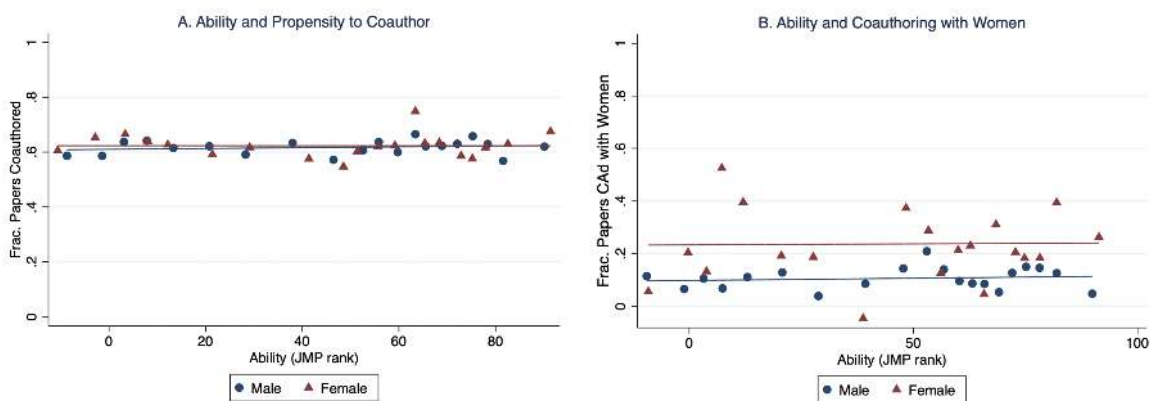 A. Ability and Propensity to Coauthor
Frac. Papers Coauthored
1
.8
.6
.4
.2
0
0 20 40 60 80
Ability (JMP rank)
Male Female
B. Ability and Coauthoring with Women
Frac. Papers CAd with Women
1
.8
.6
.4
.2
0
0 50 100
Ability (JMP rank)
Male Female